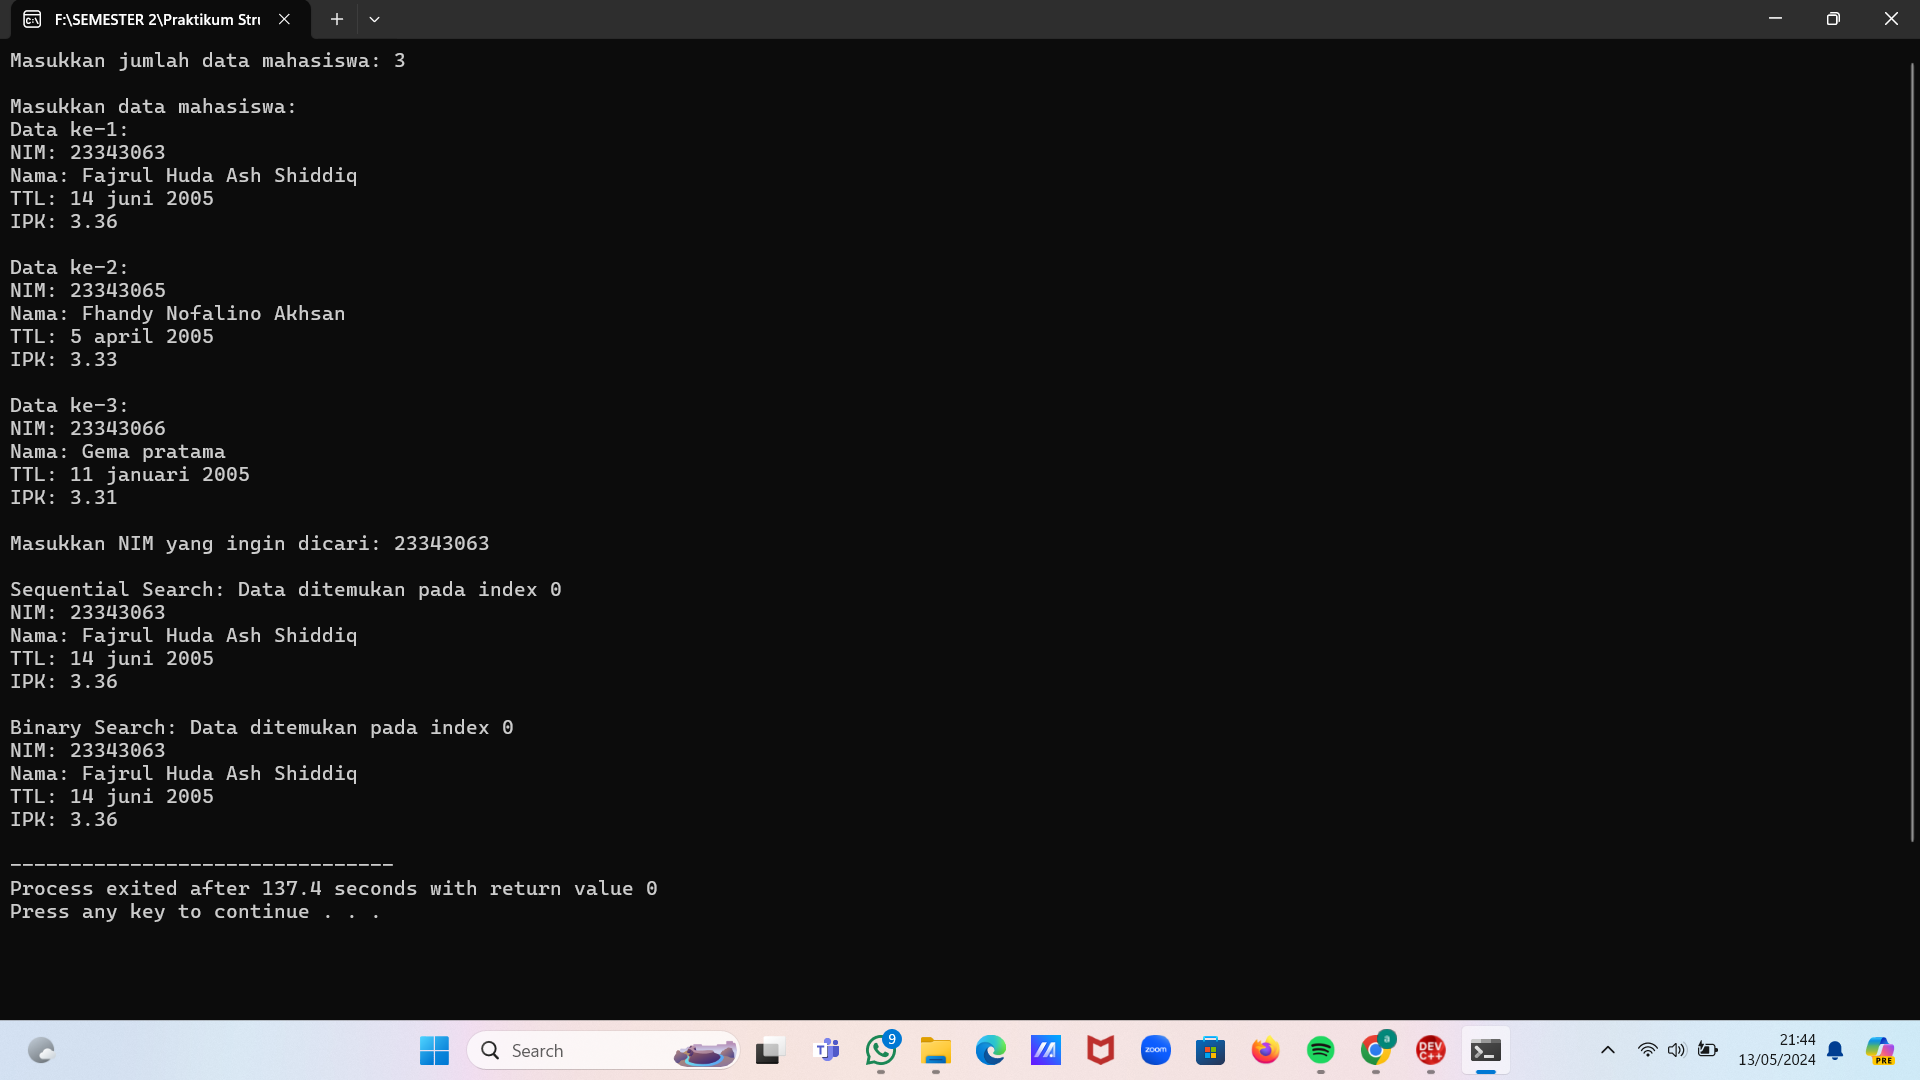 F:\SEMESTER 2\Praktikum Stru
Masukkan jumlah data mahasiswa: 3
Masukkan data mahasiswa:
Data ke-1:
NIM: 23343063
Nama: Fajrul Huda Ash Shiddiq
TTL: 14 juni 2005
IPK: 3.36
Data ke-2:
NIM: 23343065
Nama: Fhandy Nofalino Akhsan
TTL: 5 april 2005
IPK: 3.33
Data ke-3:
NIM: 23343066
Nama: Gema pratama
TTL: 11 januari 2005
IPK: 3.31
Masukkan NIM yang ingin dicari: 23343063
Sequential Search: Data ditemukan pada index 0
NIM: 23343063
Nama: Fajrul Huda Ash Shiddiq
TTL: 14 juni 2005
IPK: 3.36
Binary Search: Data ditemukan pada index 0
NIM: 23343063
Nama: Fajrul Huda Ash Shiddiq
TTL: 14 juni 2005
IPK: 3.36
--------------------------------
Process exited after 137.4 seconds with return value 0
Press any key to continue . . .
Search
9
zoom
a
DEV
C++
21:44
13/05/2024
PRE